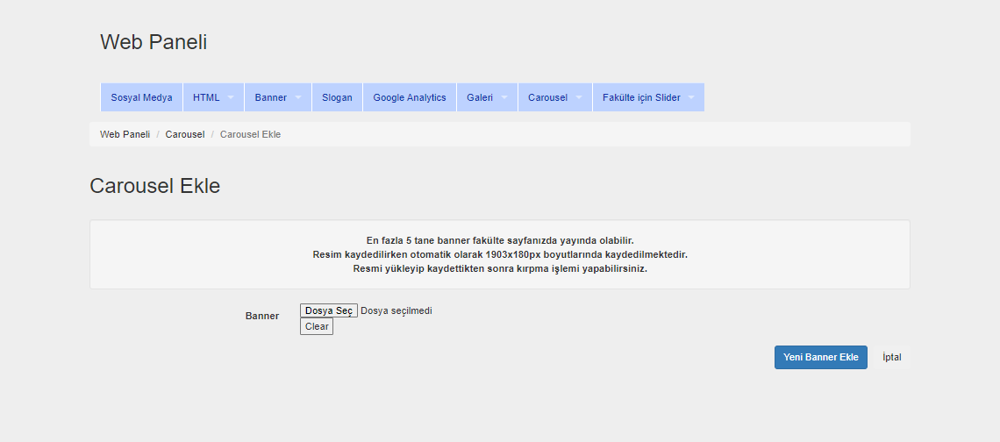 Web Paneli
Sosyal Medya HTML Banner Slogan Google Analytics Galeri Carousel Fakülte için Slider
Web Paneli / Carousel / Carousel Ekle
Carousel Ekle
En fazla 5 tane banner fakülte sayfanızda yayında olabilir.
Resim kaydedilirken otomatik olarak 1903x180px boyutlarında kaydedilmektedir.
Resmi yükleyip kaydettikten sonra kırpma işlemi yapabilirsiniz.
Banner Dosya Seç Dosya seçilmedi
Clear
Yeni Banner Ekle İptal